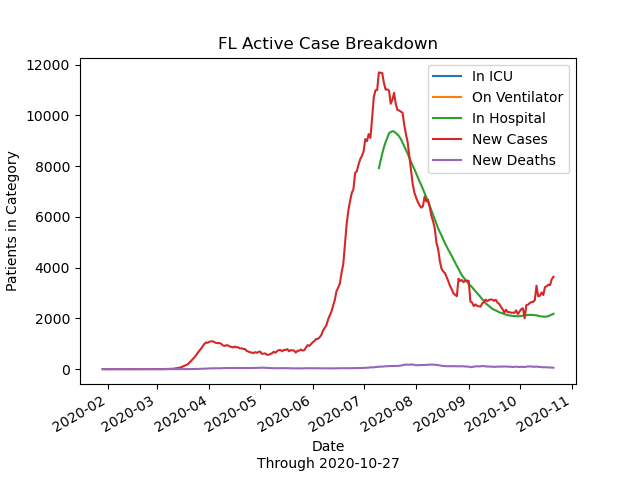 FL Active Case Breakdown
12000
10000
8000
6000
4000
2000
0
Patients in Category
In ICU
On Ventilator
In Hospital
New Cases
New Deaths
2020-02
2020-03
2020-04
2020-05
2020-06
2020-07
2020-08
2020-09
2020-10
2020-11
Date
Through 2020-10-27